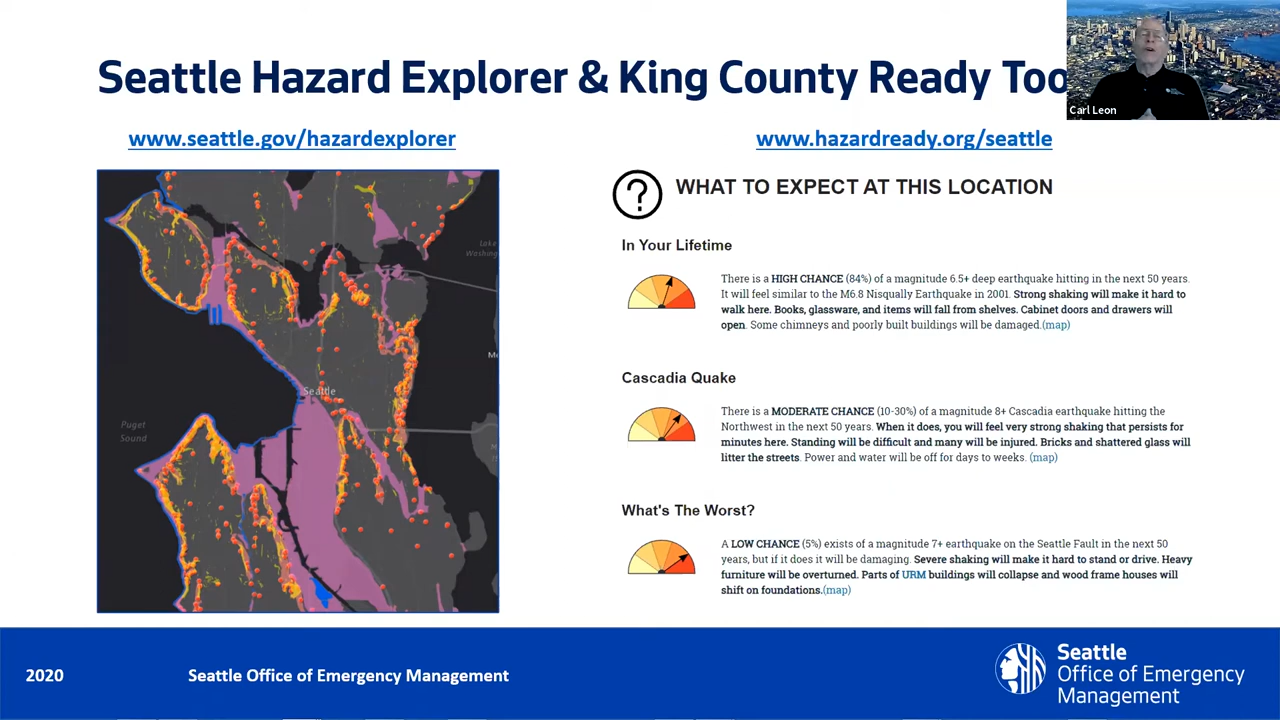 Seattle Hazard Explorer & King County Ready Too
Carl Leon
www.seattle.gov/hazardexplorer
www.hazardready.org/seattle
Lake
Washing
Seattle
Puget
Sound
WHAT TO EXPECT AT THIS LOCATION
In Your Lifetime
There is a HIGH CHANCE (84%) of a magnitude 6.5+ deep earthquake hitting in the next 50 years.
It will feel similar to the M6.8 Nisqually Earthquake in 2001. Strong shaking will make it hard to
walk here. Books, glassware, and items will fall from shelves. Cabinet doors and drawers will
open. Some chimneys and poorly built buildings will be damaged.(map)
Cascadia Quake
There is a MODERATE CHANCE (10-30%) of a magnitude 8+ Cascadia earthquake hitting the
Northwest in the next 50 years. When it does, you will feel very strong shaking that persists for
minutes here. Standing will be difficult and many will be injured. Bricks and shattered glass will
litter the streets. Power and water will be off for days to weeks. (map)
What's The Worst?
A LOW CHANCE (5%) exists of a magnitude 7+ earthquake on the Seattle Fault in the next 50
years, but if it does it will be damaging. Severe shaking will make it hard to stand or drive. Heavy
furniture will be overturned. Parts of URM buildings will collapse and wood frame houses will
shift on foundations.(map)
2020
Seattle Office of Emergency Management
Seattle
Office of Emergency
Management